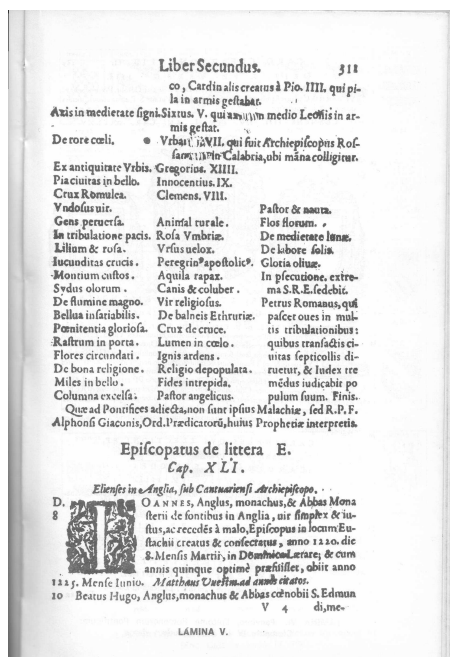 Liber Secundus. 311
co, Cardinalis creatus à Pio. IIII. qui pi-
la in armis gestabat.
Axis in medietate signi. Sixtus. V. qui medio Leonis in ar-
mis gestat.
De rore cœli. Vrbanus VII. qui fuit Archiepiscopus Ros-
in Calabria, ubi māna colligitur.
Ex antiquitate Vrbis. Gregorius. XIIII.
Pia ciuitas in bello. Innocentius. IX.
Crux Romulea. Clemens. VIII.
Vndosus uir.
Gens peruersa.
In tribulatione pacis.
Lilium & rosa.
Iucunditas crucis.
Montium custos.
Sydus olorum.
De flumine magno.
Bellua insatiabilis.
Pœnitentia gloriosa.
Rastrum in porta.
Flores circundati.
De bona religione.
Miles in bello.
Columna excelsa.
Animal rurale.
Rosa Vmbriæ.
Vrsus uelox.
Peregrinꝰ apostolicꝰ.
Aquila rapax.
Canis & coluber.
Vir religiosus.
De balneis Ethruriæ.
Crux de cruce.
Lumen in cœlo.
Ignis ardens.
Religio depopulata.
Fides intrepida.
Pastor angelicus.
Pastor & nauta.
Flos florum.
De medietate lunæ.
De labore solis.
Gloria oliuæ.
In psecutione. extre-
ma S.R.E. sedebit.
Petrus Romanus, qui
pascet oues in mul-
tis tribulationibus:
quibus transactis ci-
uitas septicollis di-
ruetur, & Iudex tre
mēdus iudicabit po
pulum suum. Finis.
Quæ ad Pontifices adiecta, non sunt ipsius Malachiæ, sed R.P.F.
Alphonsi Giaconis, Ord. Prædicatorū, huius Prophetiæ interpretis.
Episcopatus de littera E.
Cap. XLI.
Elienses in Anglia, sub Cantuariensi Archiepiscopo.
D. IOANNES, Anglus, monachus, & Abbas Mona
8 sterii de fontibus in Anglia, uir simplex & iu-
stus, ac recedēs à malo, Episcopus in locum Eu-
stachii creatus & consecratus, anno 1220. die
8. Mensis Martii, in Dominica Lætare; & cum
annis quinque optimè præfuisset, obiit anno
1225. Mense Iunio. Matthæus Vuestm. ad annos citatos.
10 Beatus Hugo, Anglus, monachus & Abbas cœnobii S. Edmun
V 4 di, me-
LÁMINA V.